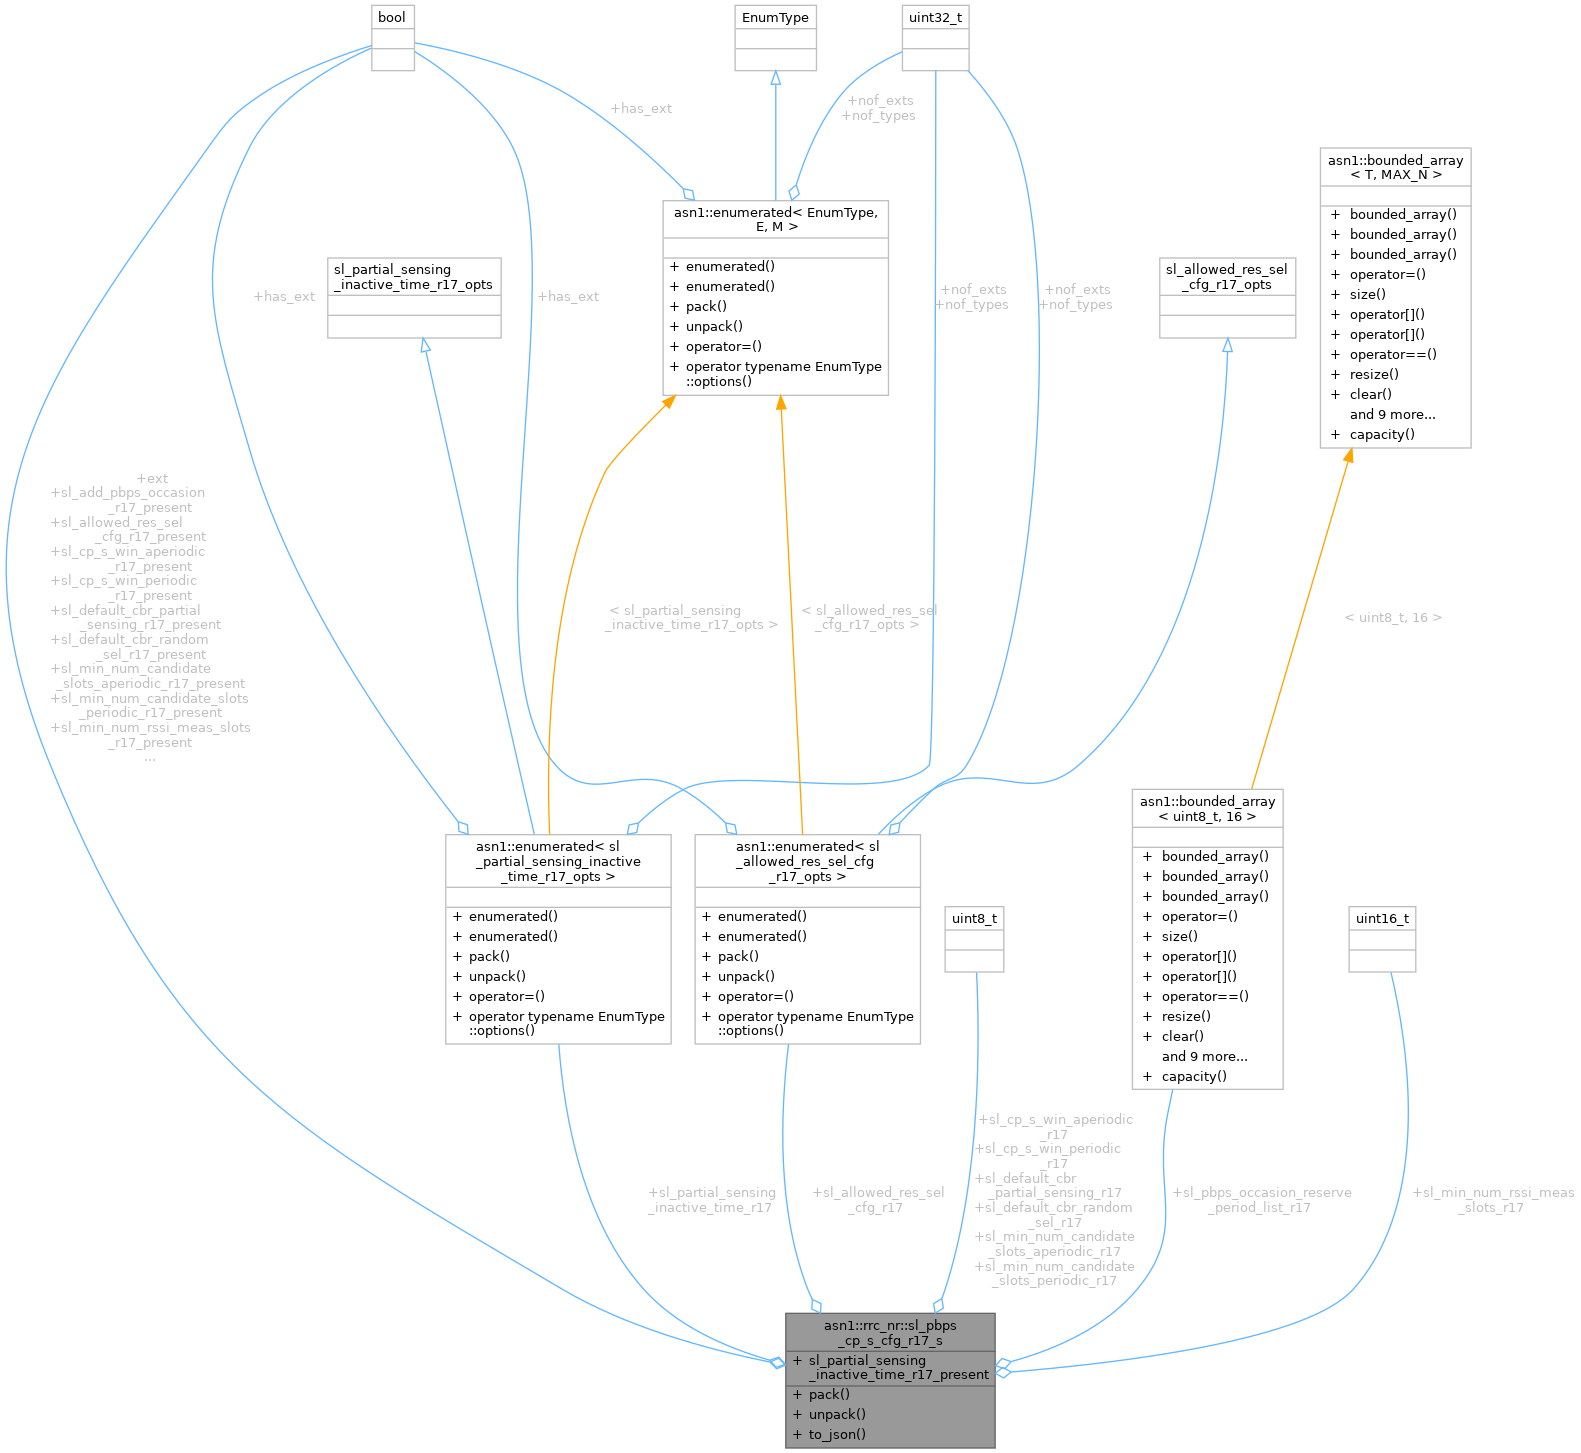 bool
EnumType
uint32_t
+has_ext
+nof_exts
+nof_types
asn1::bounded_array
< T, MAX_N >
+ bounded_array()
+ bounded_array()
+ bounded_array()
+ operator=()
+ size()
+ operator[]()
+ operator[]()
+ operator==()
+ resize()
+ clear()
and 9 more...
+ capacity()
asn1::enumerated< EnumType,
E, M >
+ enumerated()
+ enumerated()
+ pack()
+ unpack()
+ operator=()
+ operator typename EnumType
::options()
sl_partial_sensing
_inactive_time_r17_opts
sl_allowed_res_sel
_cfg_r17_opts
+has_ext
+has_ext
+nof_exts
+nof_types
+nof_exts
+nof_types
+ext
+sl_add_pbps_occasion
_r17_present
+sl_allowed_res_sel
_cfg_r17_present
+sl_cp_s_win_aperiodic
_r17_present
+sl_cp_s_win_periodic
_r17_present
+sl_default_cbr_partial
_sensing_r17_present
+sl_default_cbr_random
_sel_r17_present
+sl_min_num_candidate
_slots_aperiodic_r17_present
+sl_min_num_candidate_slots
_periodic_r17_present
+sl_min_num_rssi_meas_slots
_r17_present
...
< sl_partial_sensing
_inactive_time_r17_opts >
< sl_allowed_res_sel
_cfg_r17_opts >
< uint8_t, 16 >
asn1::enumerated< sl
_partial_sensing_inactive
_time_r17_opts >
+ enumerated()
+ enumerated()
+ pack()
+ unpack()
+ operator=()
+ operator typename EnumType
::options()
asn1::enumerated< sl
_allowed_res_sel_cfg
_r17_opts >
+ enumerated()
+ enumerated()
+ pack()
+ unpack()
+ operator=()
+ operator typename EnumType
::options()
uint8_t
asn1::bounded_array
< uint8_t, 16 >
+ bounded_array()
+ bounded_array()
+ bounded_array()
+ operator=()
+ size()
+ operator[]()
+ operator[]()
+ operator==()
+ resize()
+ clear()
and 9 more...
+ capacity()
uint16_t
+sl_partial_sensing
_inactive_time_r17
+sl_allowed_res_sel
_cfg_r17
+sl_cp_s_win_aperiodic
_r17
+sl_cp_s_win_periodic
_r17
+sl_default_cbr
_partial_sensing_r17
+sl_default_cbr_random
_sel_r17
+sl_min_num_candidate
_slots_aperiodic_r17
+sl_min_num_candidate
_slots_periodic_r17
+sl_pbps_occasion_reserve
_period_list_r17
+sl_min_num_rssi_meas
_slots_r17
asn1::rrc_nr::sl_pbps
_cp_s_cfg_r17_s
+ sl_partial_sensing
_inactive_time_r17_present
+ pack()
+ unpack()
+ to_json()